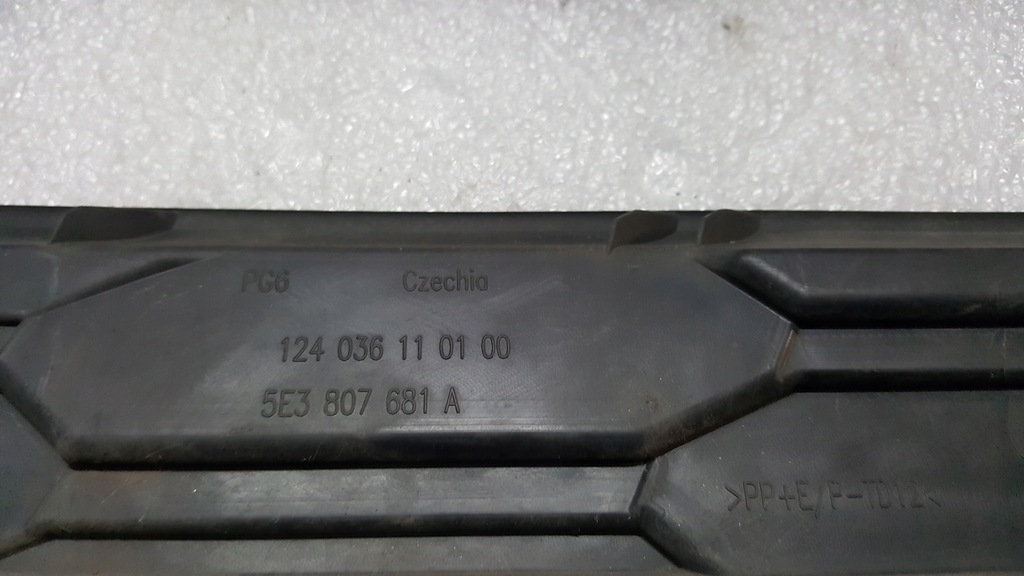 PG6 Czechia
124 036 11 01 00
5E3 807 681 A
>PP+E/P-TD12<